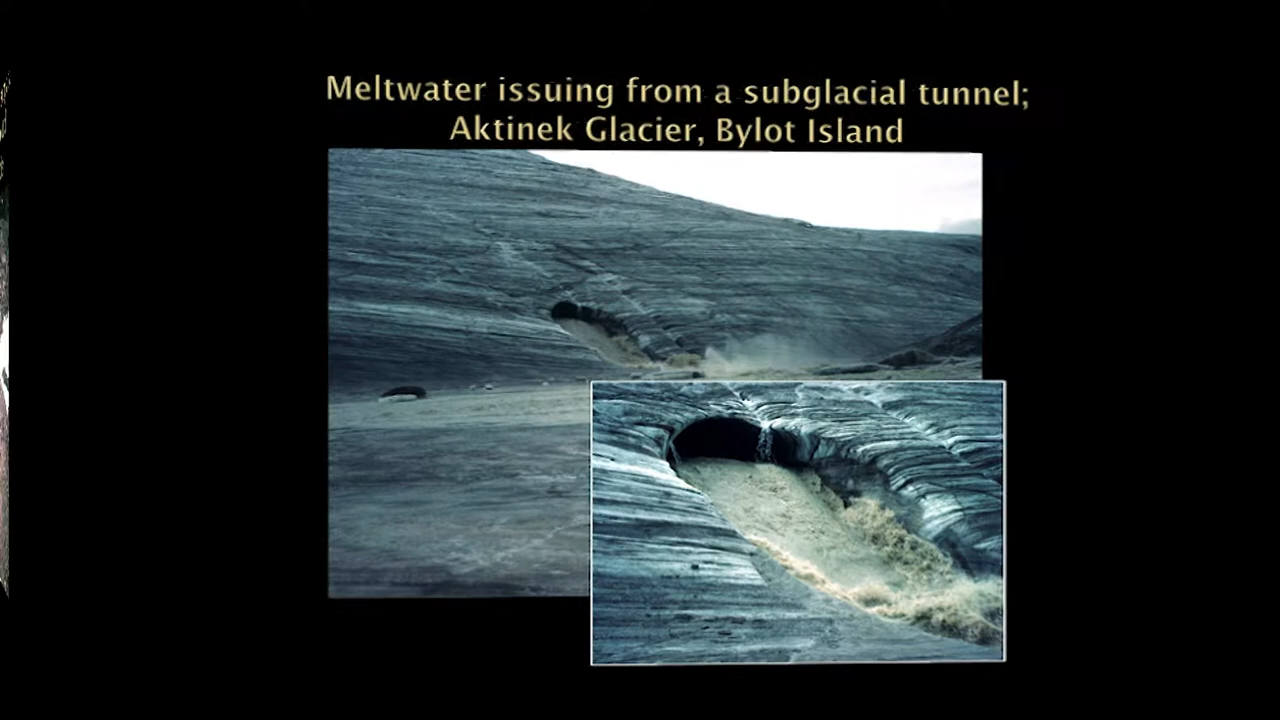 Meltwater issuing from a subglacial tunnel;
Aktinek Glacier, Bylot Island